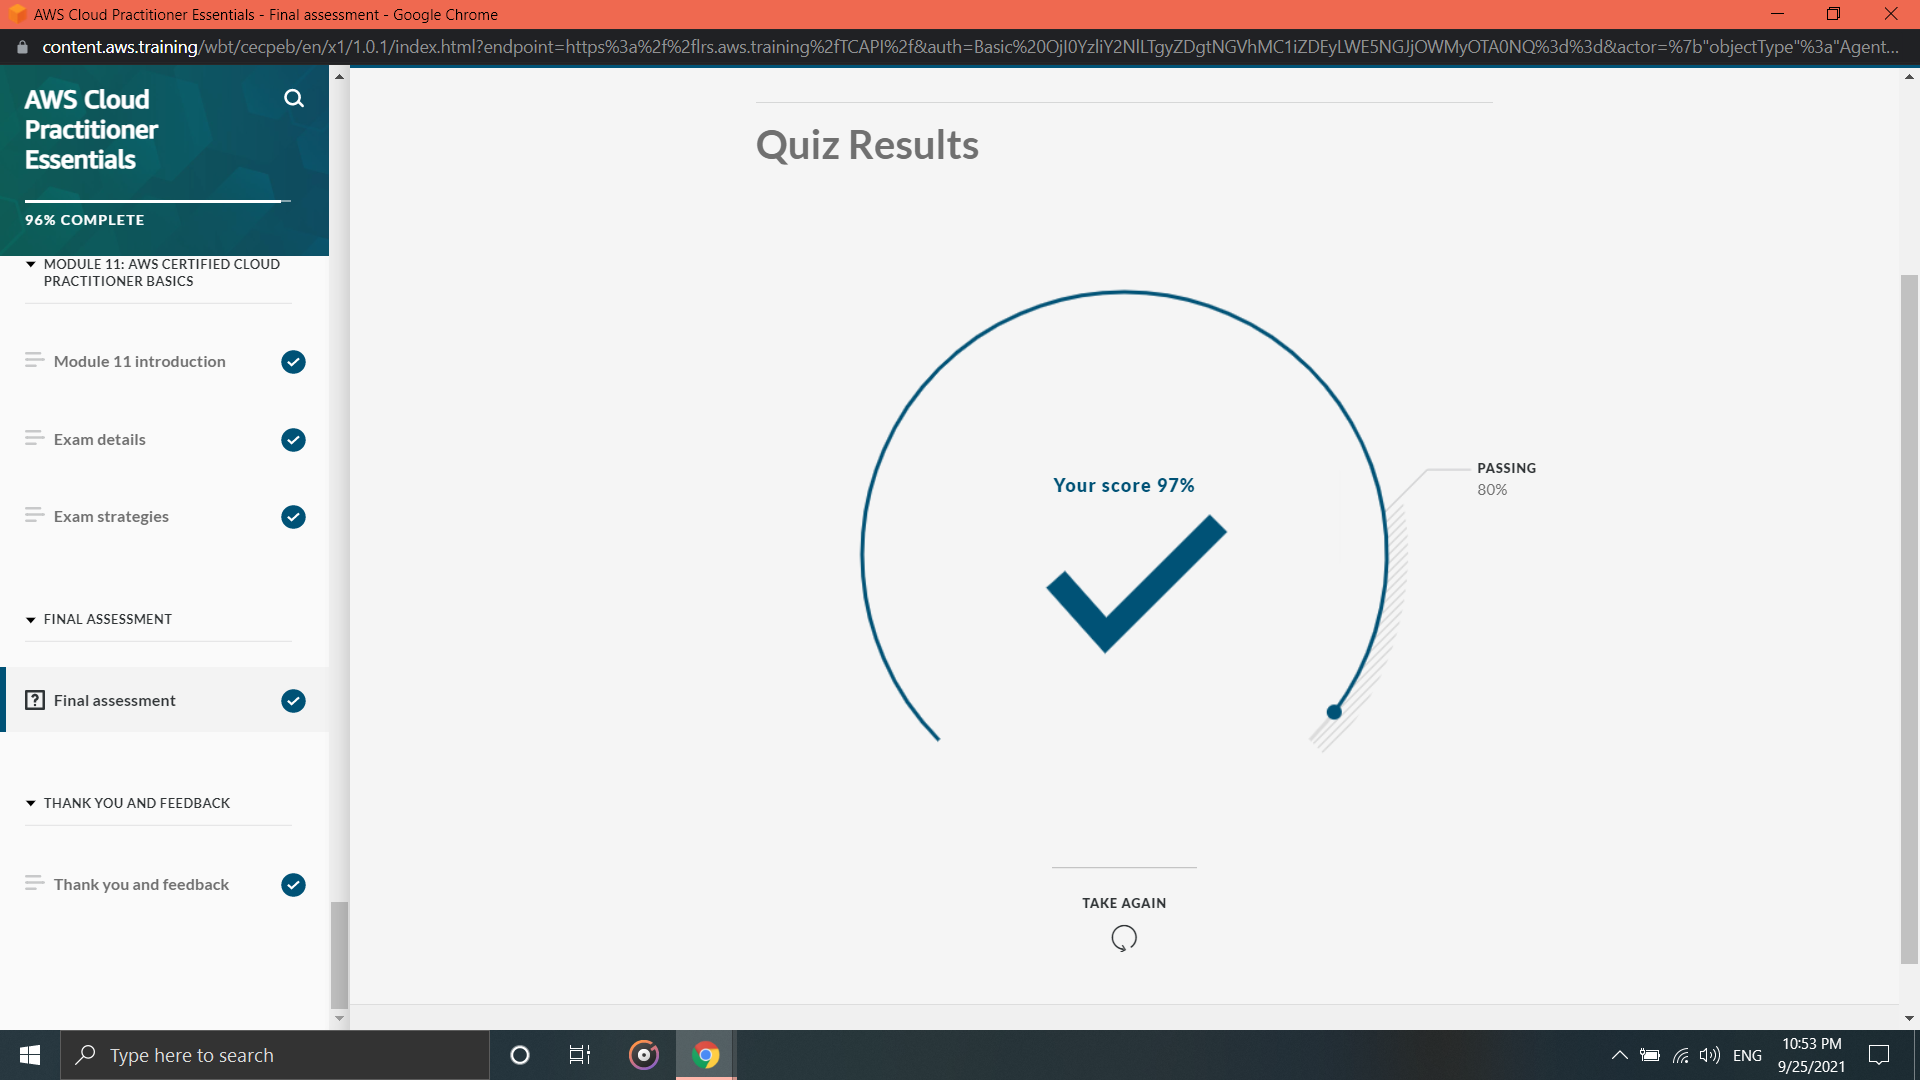 AWS Cloud Practitioner Essentials - Final assessment - Google Chrome
content.aws.training/wbt/cecpeb/en/x1/1.0.1/index.html?endpoint=https%3a%2f%2flrs.aws.training%2fTCAPI%2f&auth=Basic%20OjI0YzliY2NlLTgyZDgtNGVhMC1iZDEyLWE5NGJjOWMyOTA0NQ%3d%3d&actor=%7b"objectType"%3a"Agent...
AWS Cloud
Practitioner
Essentials
96% COMPLETE
MODULE 11: AWS CERTIFIED CLOUD
PRACTITIONER BASICS
Module 11 introduction
Exam details
Exam strategies
FINAL ASSESSMENT
Final assessment
THANK YOU AND FEEDBACK
Thank you and feedback
Quiz Results
Your score 97%
PASSING
80%
TAKE AGAIN
Type here to search
ENG
10:53 PM
9/25/2021